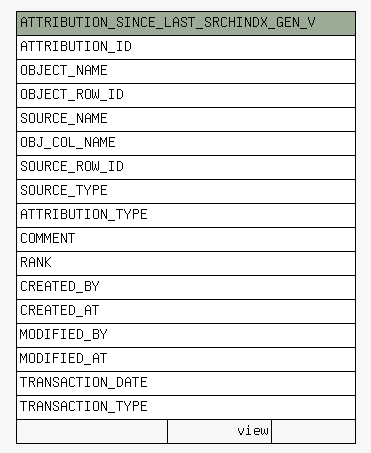 ATTRIBUTION_SINCE_LAST_SRCHINDX_GEN_V
ATTRIBUTION_ID
OBJECT_NAME
OBJECT_ROW_ID
SOURCE_NAME
OBJ_COL_NAME
SOURCE_ROW_ID
SOURCE_TYPE
ATTRIBUTION_TYPE
COMMENT
RANK
CREATED_BY
CREATED_AT
MODIFIED_BY
MODIFIED_AT
TRANSACTION_DATE
TRANSACTION_TYPE
view